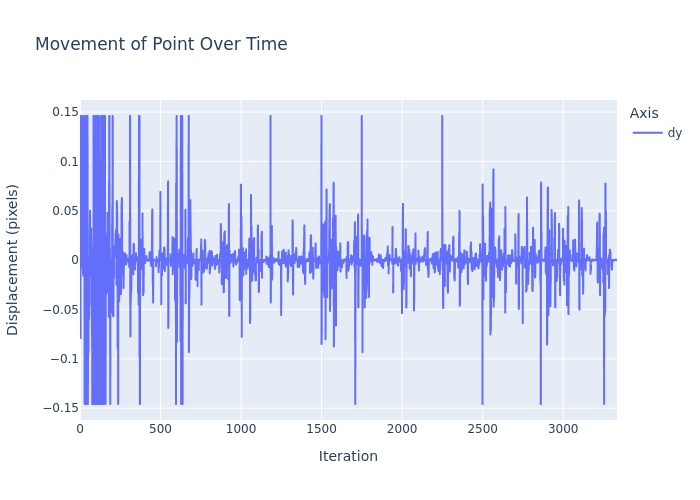 Movement of Point Over Time
Axis
dy
Displacement (pixels)
0.15
0.1
0.05
0
−0.05
−0.1
−0.15
0 500 1000 1500 2000 2500 3000
Iteration